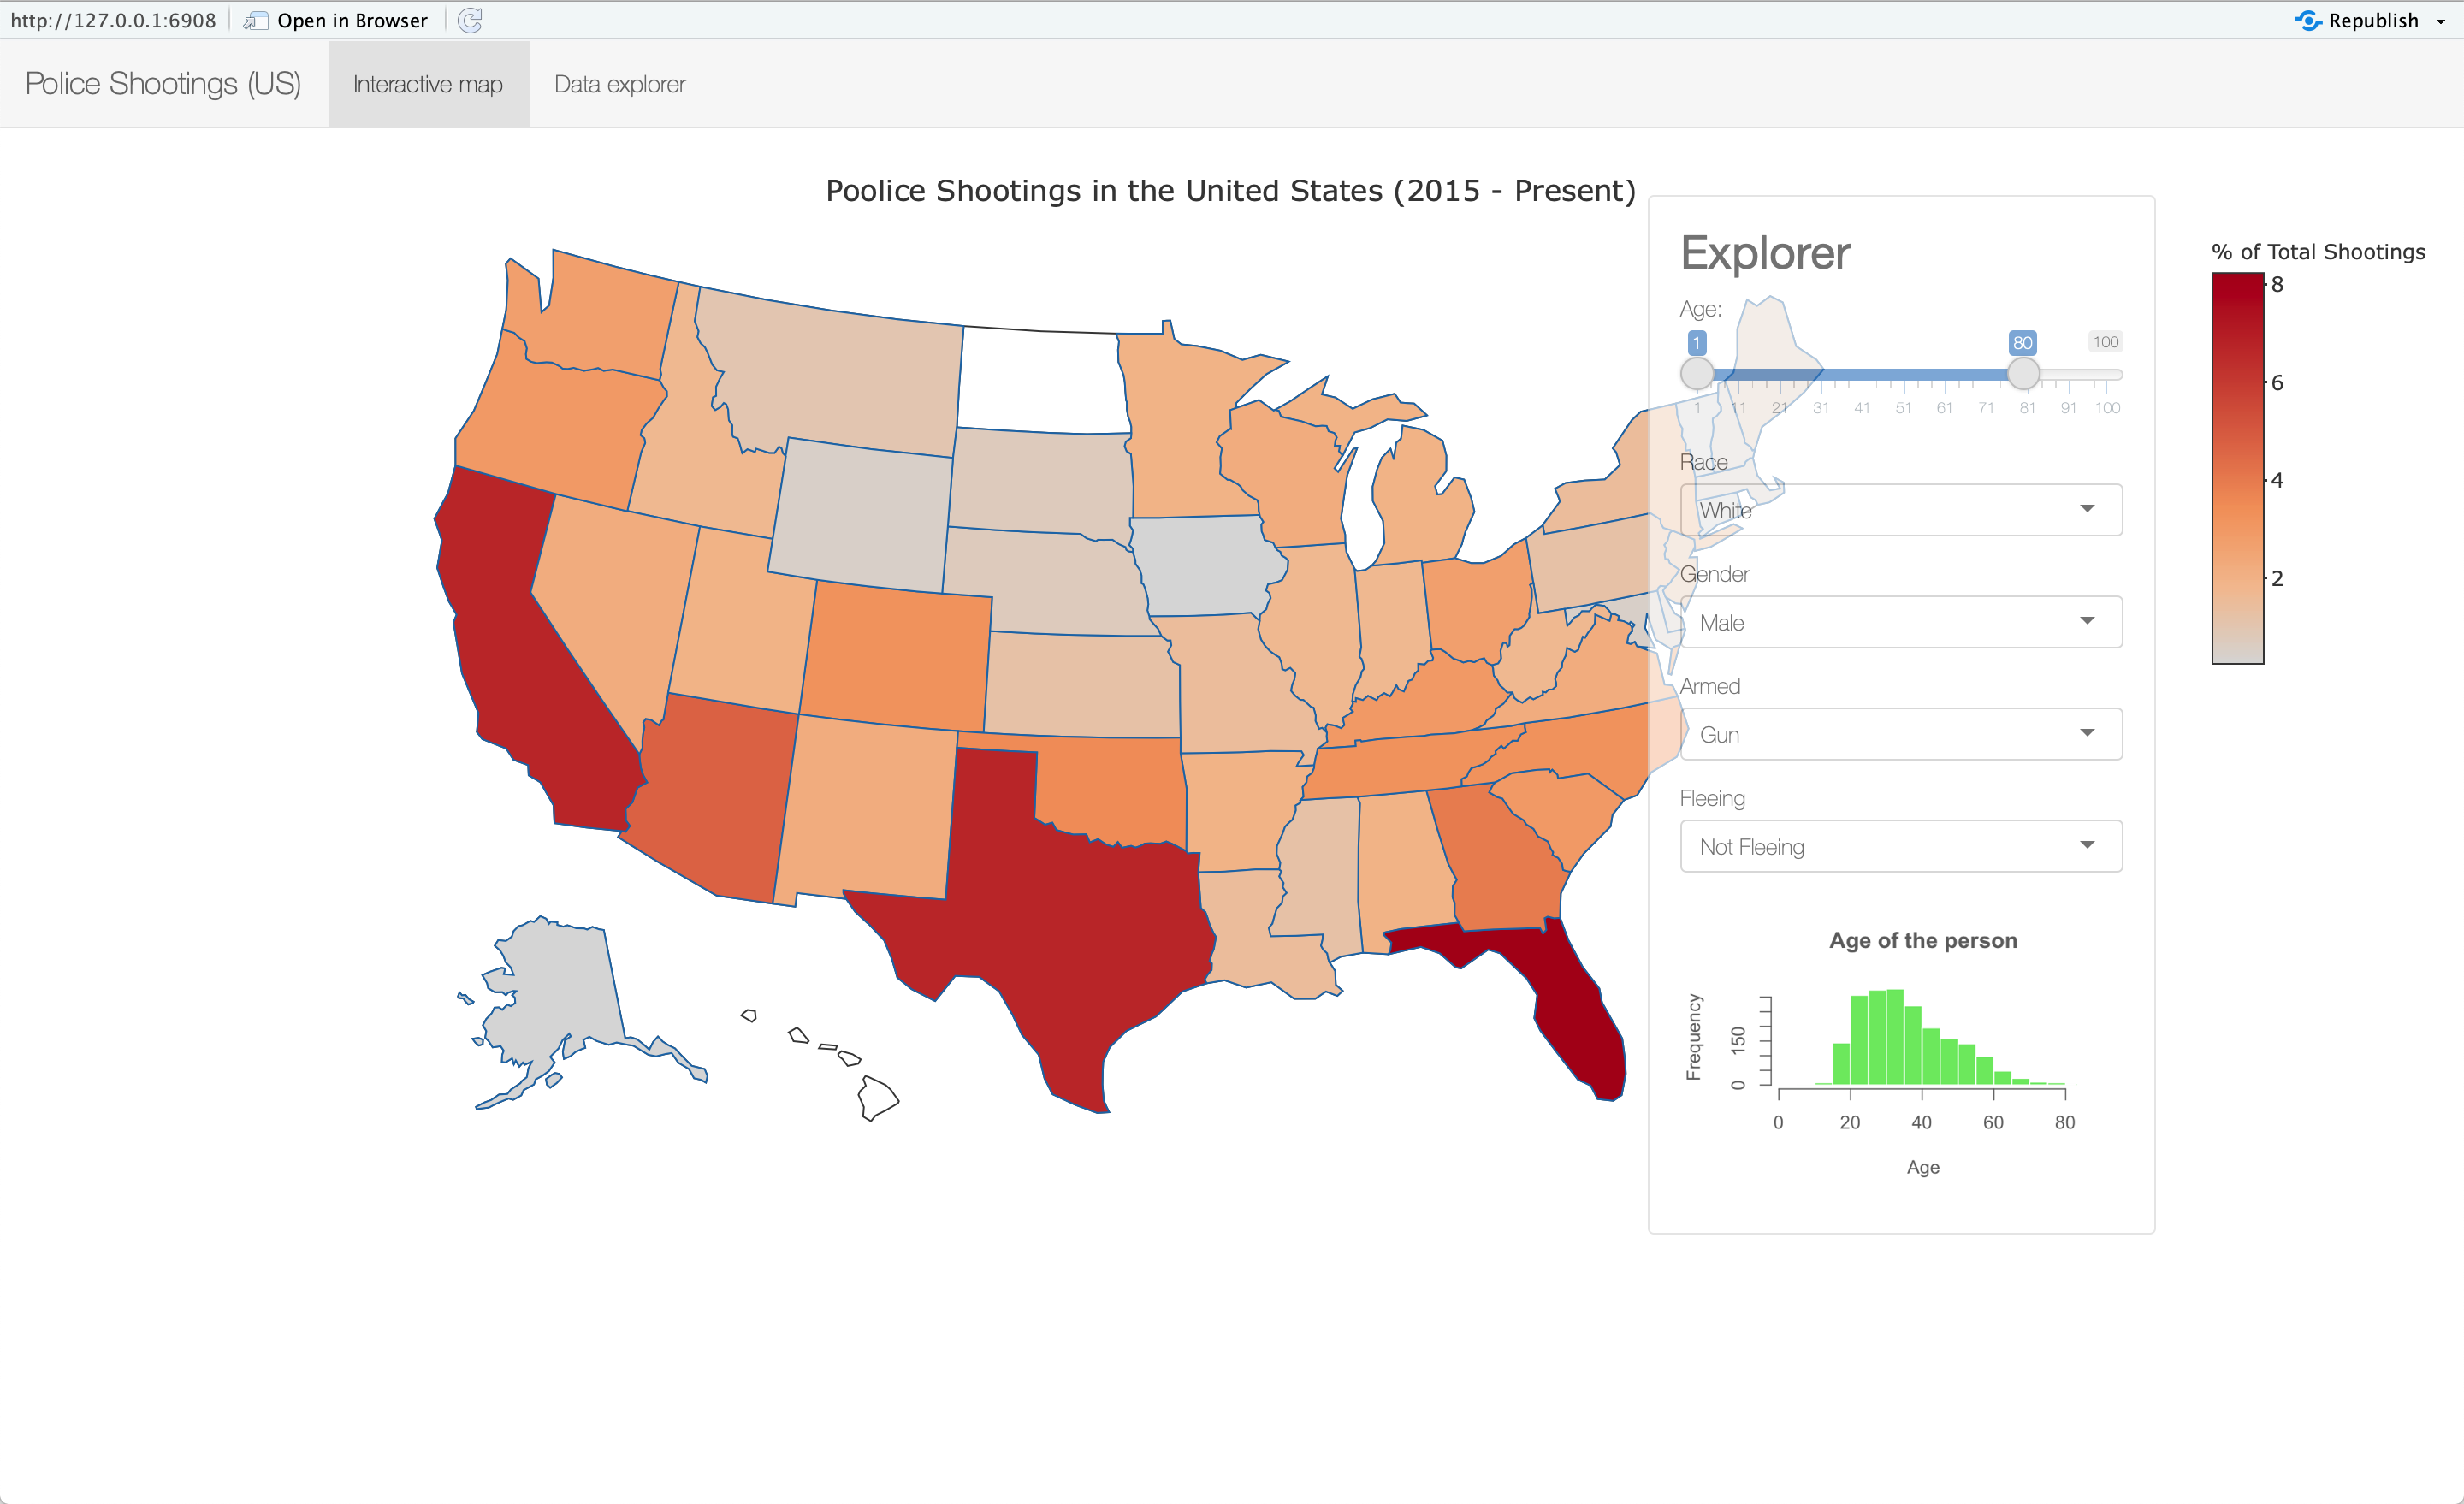 http://127.0.0.1:6908 Open in Browser Republish
Police Shootings (US) Interactive map Data explorer
Poolice Shootings in the United States (2015 - Present)
Explorer
Age:
1 80 100
1 11 21 31 41 51 61 71 81 91 100
Race
White
Gender
Male
Armed
Gun
Fleeing
Not Fleeing
Age of the person
Frequency
0 150
0 20 40 60 80
Age
% of Total Shootings
8
6
4
2